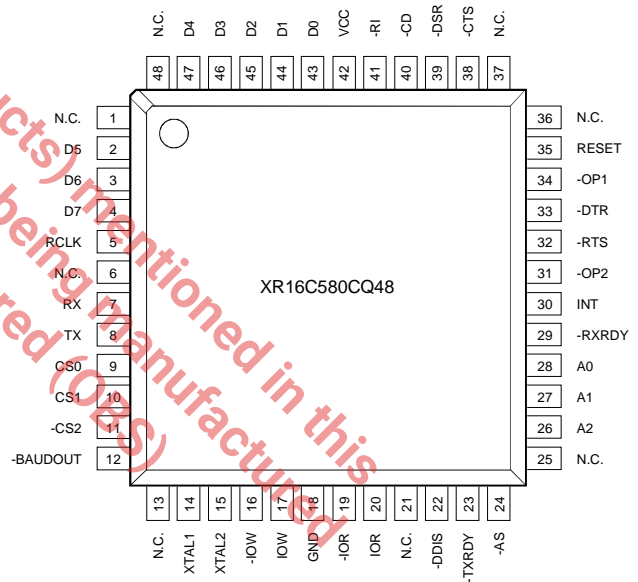 N.C. D4 D3 D2 D1 D0 VCC -RI -CD -DSR -CTS N.C.
48 47 46 45 44 43 42 41 40 39 38 37
N.C. 1
D5 2
D6 3
D7 4
RCLK 5
N.C. 6
RX 7
TX 8
CS0 9
CS1 10
-CS2 11
-BAUDOUT 12
XR16C580CQ48
36 N.C.
35 RESET
34 -OP1
33 -DTR
32 -RTS
31 -OP2
30 INT
29 -RXRDY
28 A0
27 A1
26 A2
25 N.C.
13 14 15 16 17 18 19 20 21 22 23 24
N.C. XTAL1 XTAL2 -IOW IOW GND -IOR IOR N.C. -DDIS -TXRDY -AS
mentioned in this
being manufactured
(OBS)